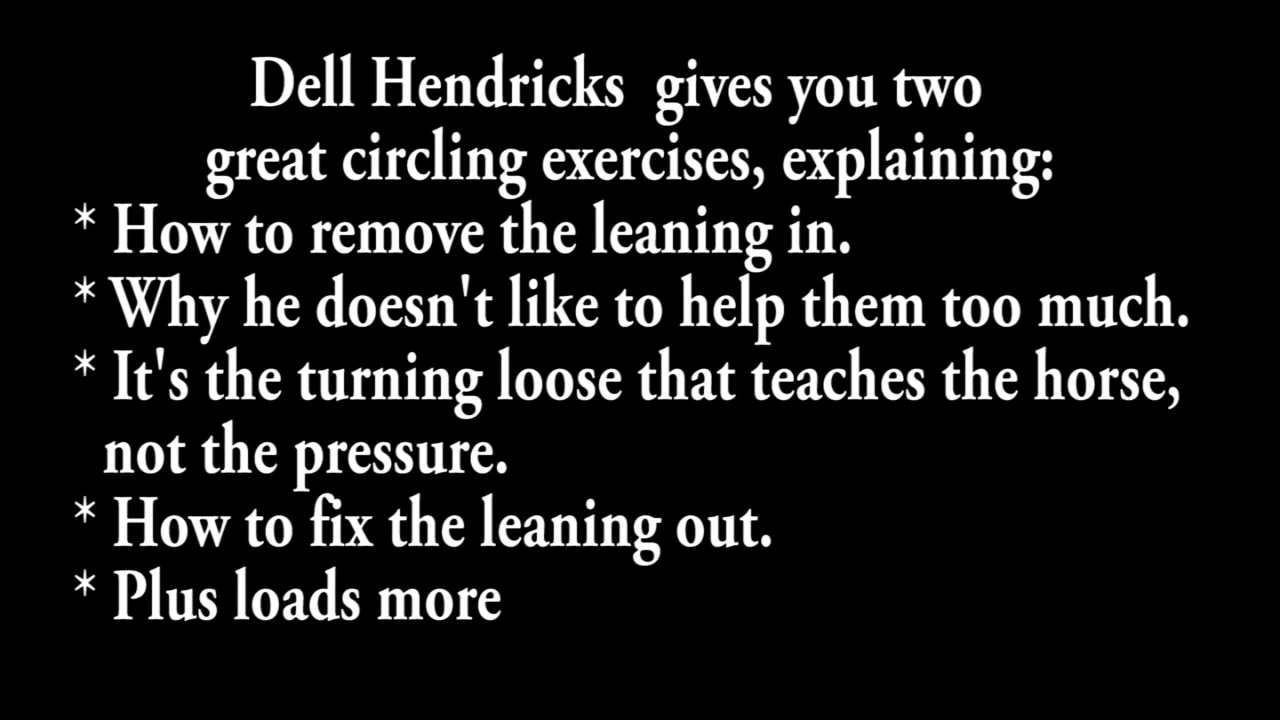 Dell Hendricks  gives you two
great circling exercises, explaining:
* How to remove the leaning in.
* Why he doesn't like to help them too much.
* It's the turning loose that teaches the horse,
not the pressure.
* How to fix the leaning out.
* Plus loads more